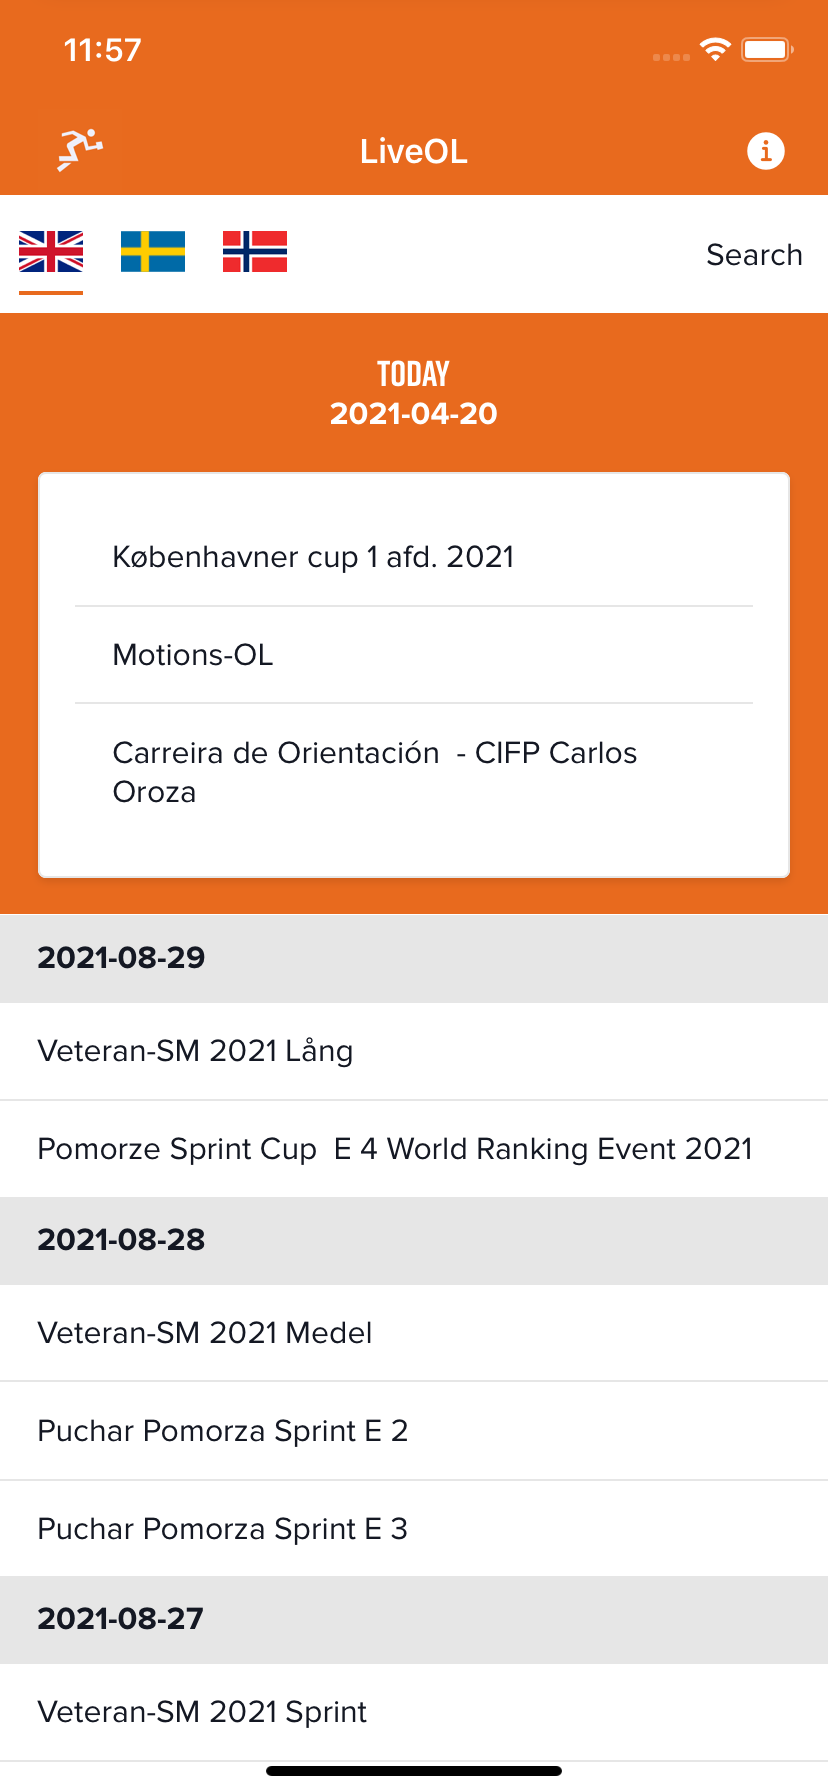 11:57
LiveOL
Search
TODAY
2021-04-20
Københavner cup 1 afd. 2021
Motions-OL
Carreira de Orientación  - CIFP Carlos
Oroza
2021-08-29
Veteran-SM 2021 Lång
Pomorze Sprint Cup  E 4 World Ranking Event 2021
2021-08-28
Veteran-SM 2021 Medel
Puchar Pomorza Sprint E 2
Puchar Pomorza Sprint E 3
2021-08-27
Veteran-SM 2021 Sprint